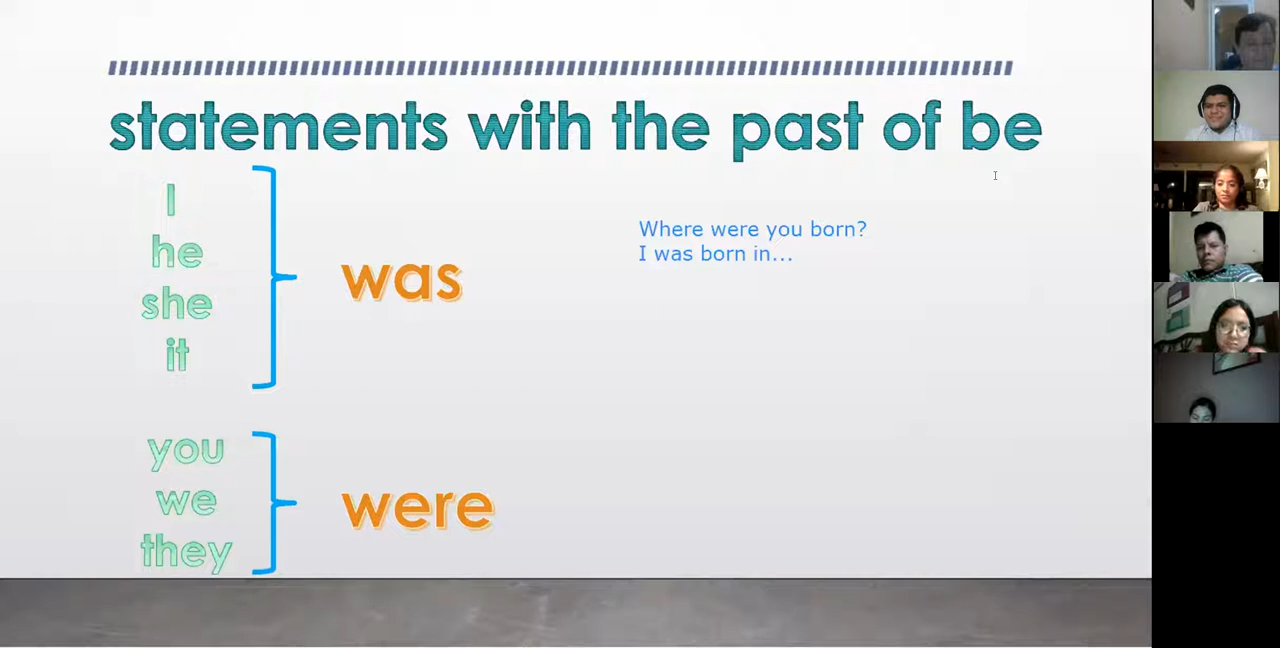 statements with the past of be
I
he
she
it
was
Where were you born?
I was born in...
you
we
they
were